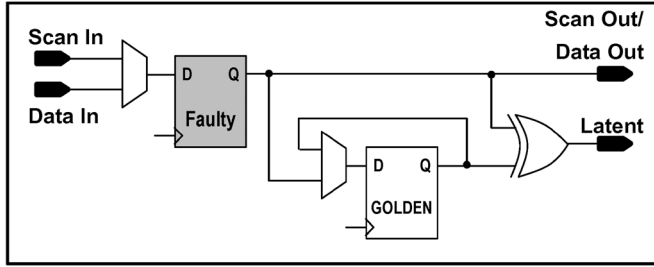 Scan Out/
Scan In
Data Out
D Q
Data In
Faulty
Latent
D Q
GOLDEN